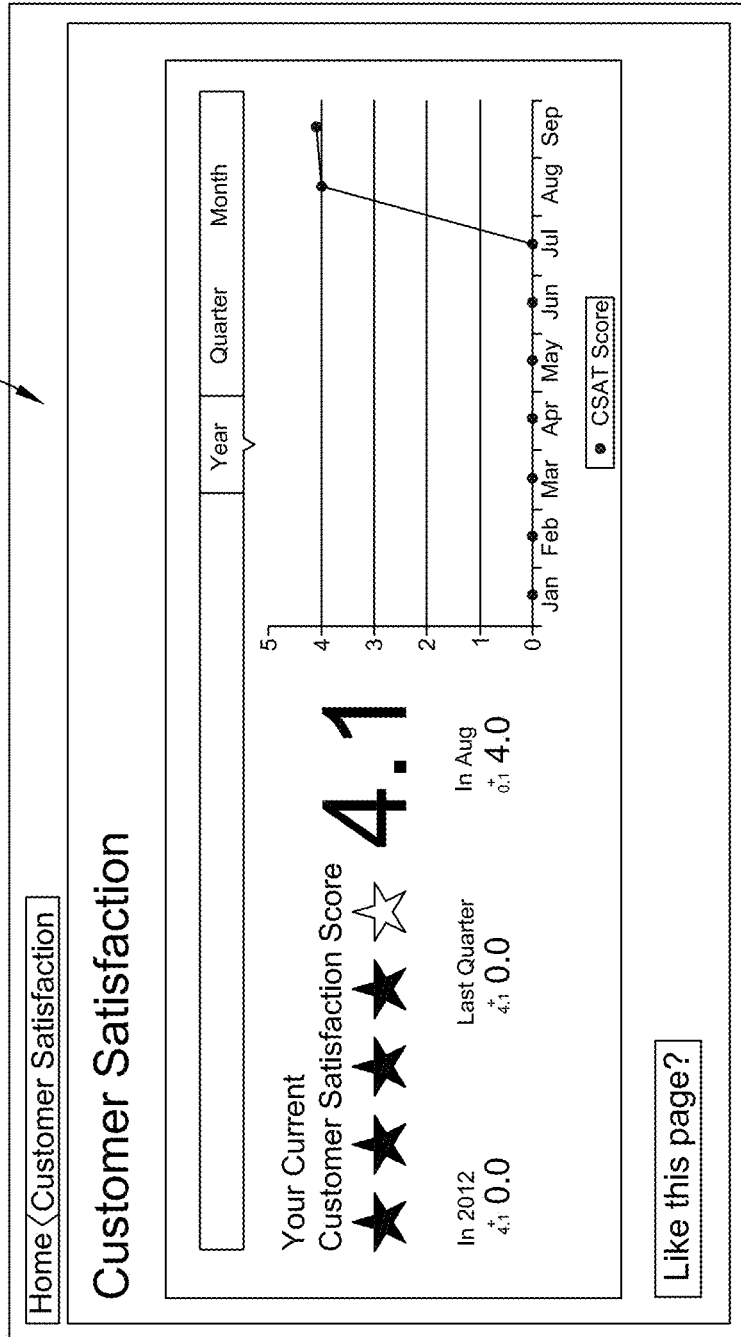 Home Customer Satisfaction
Customer Satisfaction
Year Quarter Month
Your Current
Customer Satisfaction Score
4.1
In 2012
+
4.1 0.0
Last Quarter
+
4.1 0.0
In Aug
+
0.1 4.0
5
4
3
2
1
0
Jan Feb Mar Apr May Jun Jul Aug Sep
CSAT Score
Like this page?